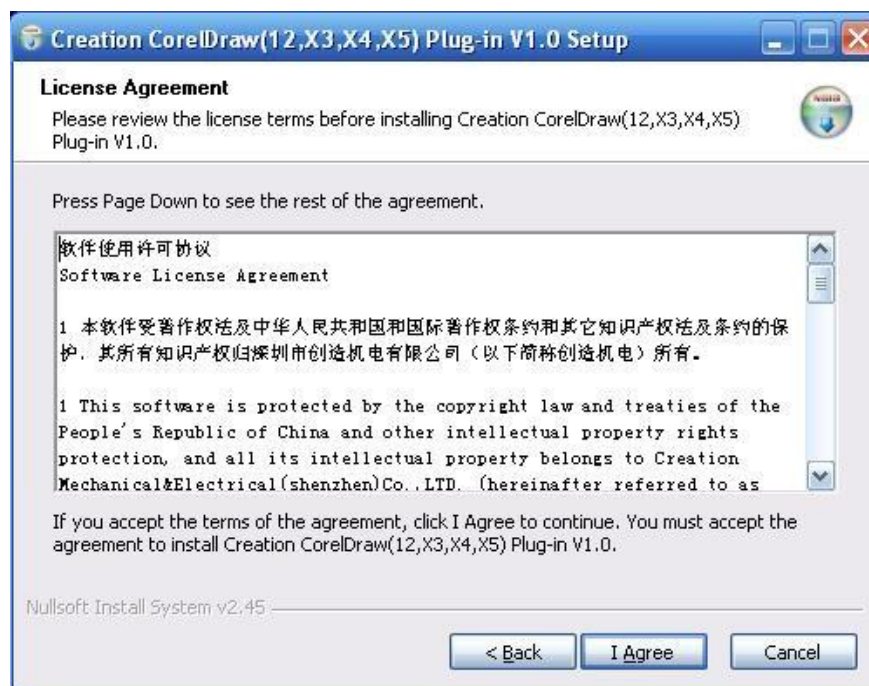 Creation CorelDraw(12,X3,X4,X5) Plug-in V1.0 Setup
License Agreement
Please review the license terms before installing Creation CorelDraw(12,X3,X4,X5)
Plug-in V1.0.
Press Page Down to see the rest of the agreement.
软件使用许可协议
Software License Agreement
1 本软件受著作权法及中华人民共和国和国际著作权条约和其它知识产权法及条约的保
护. 其所有知识产权归深圳市创造机电有限公司（以下简称创造机电）所有。
1 This software is protected by the copyright law and treaties of the
People's Republic of China and other intellectual property rights
protection, and all its intellectual property belongs to Creation
Mechanical&Electrical(shenzhen)Co.,LTD. (hereinafter referred to as
If you accept the terms of the agreement, click I Agree to continue. You must accept the
agreement to install Creation CorelDraw(12,X3,X4,X5) Plug-in V1.0.
Nullsoft Install System v2.45
< Back I Agree Cancel